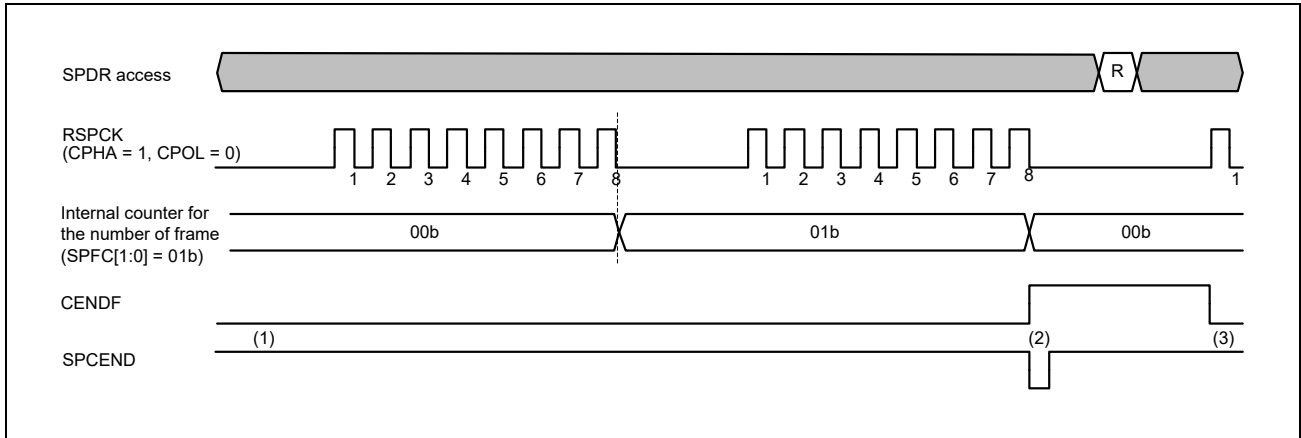 SPDR access
R
RSPCK
(CPHA = 1, CPOL = 0)
1 2 3 4 5 6 7 8 1 2 3 4 5 6 7 8 1
Internal counter for
the number of frame
(SPFC[1:0] = 01b)
00b 01b 00b
CENDF
(1) (2) (3)
SPCEND